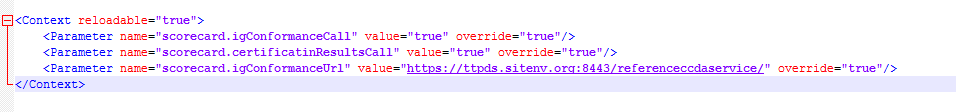 <Context reloadable="true">
<Parameter name="scorecard.igConformanceCall" value="true" override="true"/>
<Parameter name="scorecard.certificatinResultsCall" value="true" override="true"/>
<Parameter name="scorecard.igConformanceUrl" value="https://ttpds.sitenv.org:8443/referenceccdaservice/" override="true"/>
</Context>